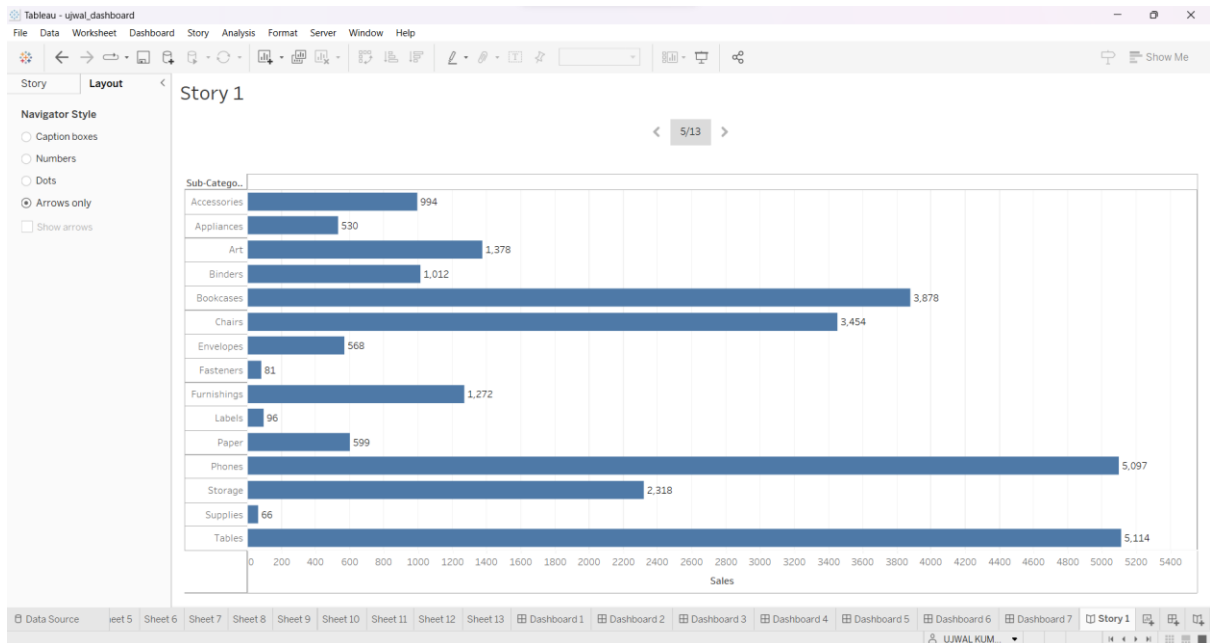 Tableau - ujwal_dashboard
File Data Worksheet Dashboard Story Analysis Format Server Window Help
Show Me
Story Layout
Navigator Style
Caption boxes
Numbers
Dots
Arrows only
Show arrows
Story 1
5/13
Sub-Catego..
Accessories 994
Appliances 530
Art 1,378
Binders 1,012
Bookcases 3,878
Chairs 3,454
Envelopes 568
Fasteners 81
Furnishings 1,272
Labels 96
Paper 599
Phones 5,097
Storage 2,318
Supplies 66
Tables 5,114
0 200 400 600 800 1000 1200 1400 1600 1800 2000 2200 2400 2600 2800 3000 3200 3400 3600 3800 4000 4200 4400 4600 4800 5000 5200 5400
Sales
Data Source eet 5 Sheet 6 Sheet 7 Sheet 8 Sheet 9 Sheet 10 Sheet 11 Sheet 12 Sheet 13 Dashboard 1 Dashboard 2 Dashboard 3 Dashboard 4 Dashboard 5 Dashboard 6 Dashboard 7 Story 1
UJWAL KUM...